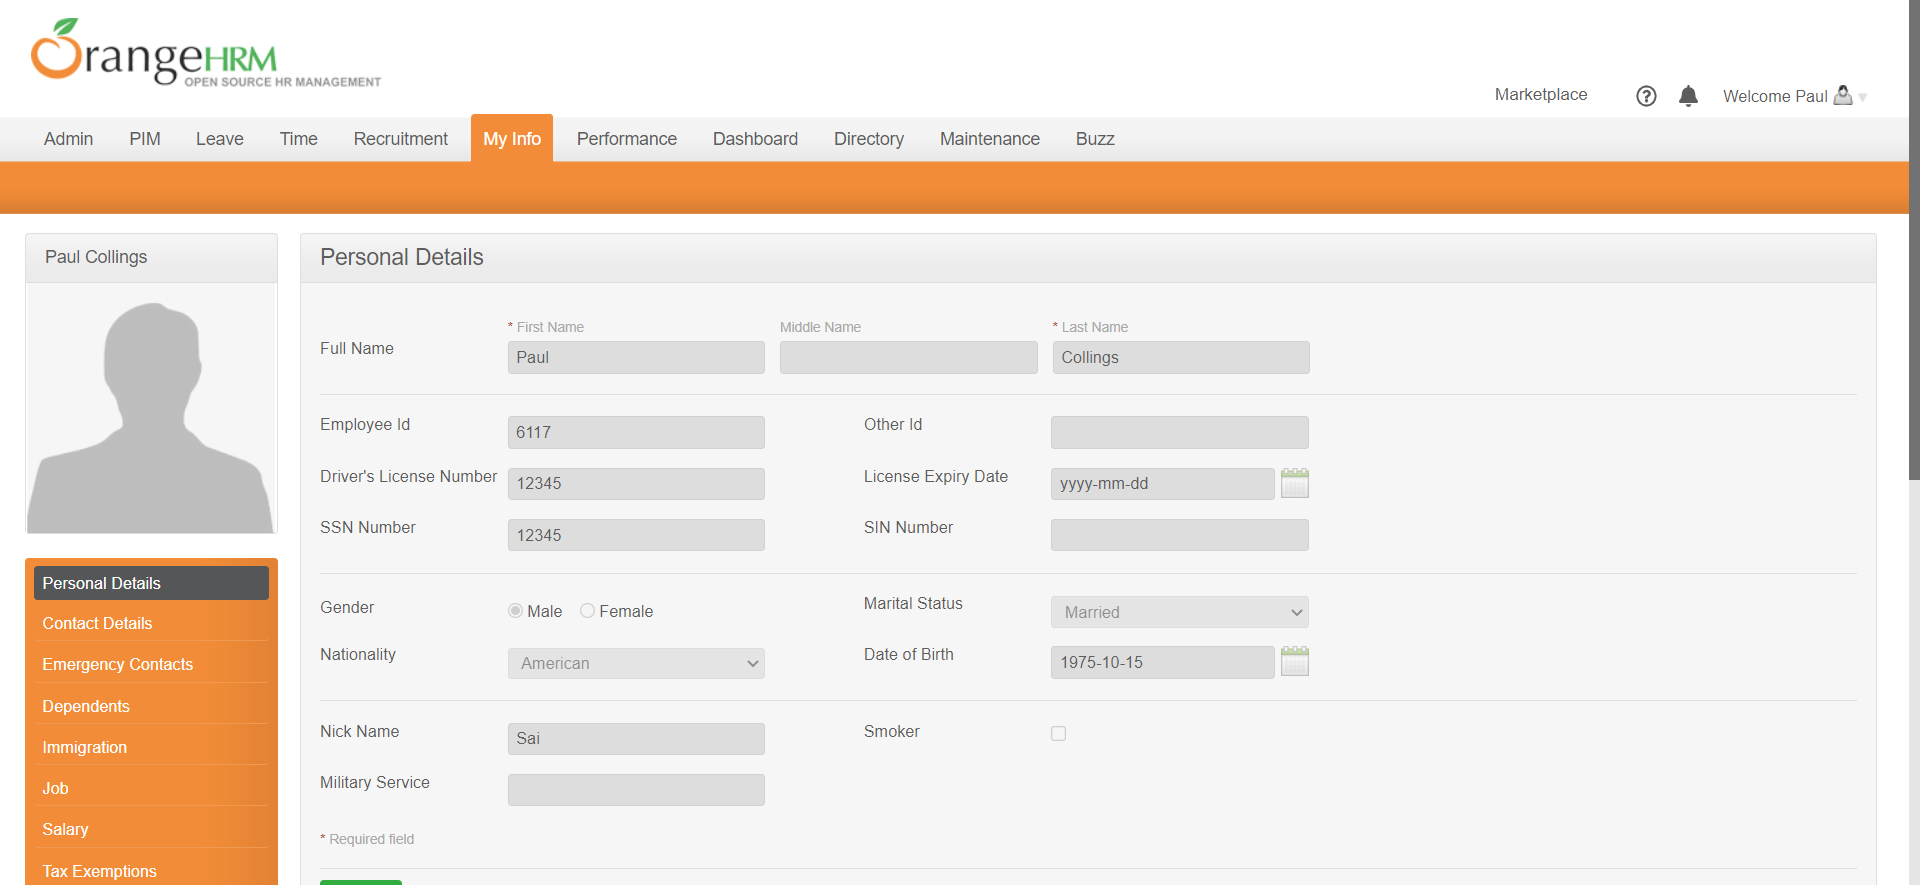 OrangeHRM
OPEN SOURCE HR MANAGEMENT
Marketplace
Welcome Paul
Admin PIM Leave Time Recruitment My Info Performance Dashboard Directory Maintenance Buzz
Paul Collings
Personal Details
* First Name Middle Name * Last Name
Full Name Paul Collings
Employee Id 6117 Other Id
Driver's License Number 12345 License Expiry Date yyyy-mm-dd
SSN Number 12345 SIN Number
Gender Male Female Marital Status Married
Nationality American Date of Birth 1975-10-15
Nick Name Sai Smoker
Military Service
* Required field
Personal Details
Contact Details
Emergency Contacts
Dependents
Immigration
Job
Salary
Tax Exemptions